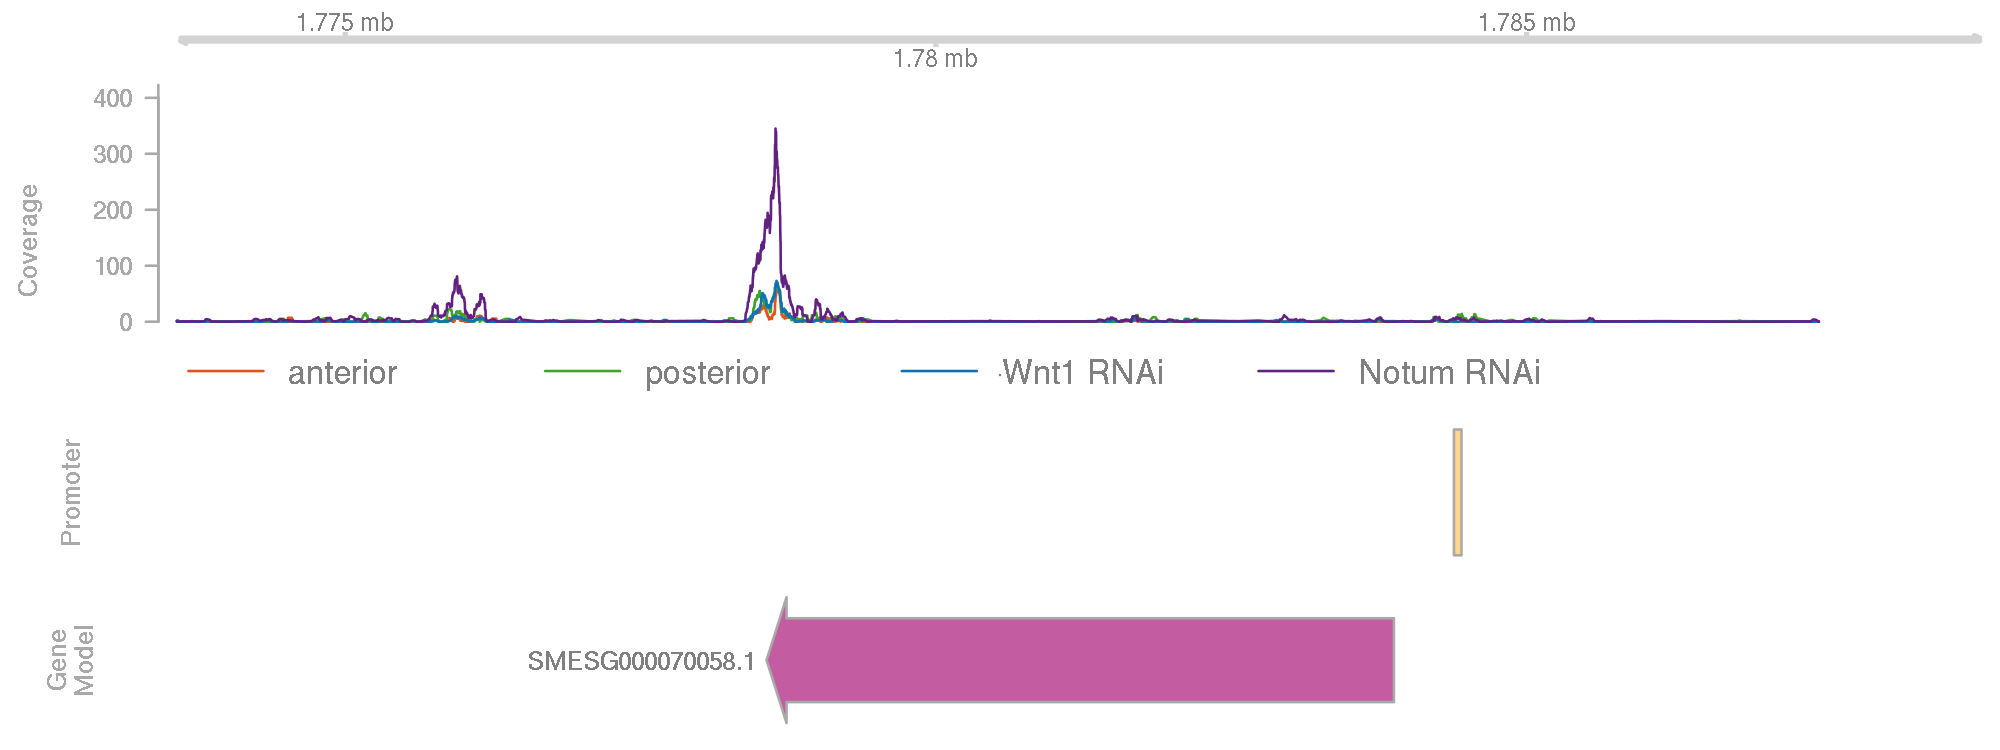 1.775 mb
1.785 mb
1.78 mb
400
300
200
100
0
Coverage
anterior posterior Wnt1 RNAi Notum RNAi
Promoter
Gene
Model
SMESG000070058.1